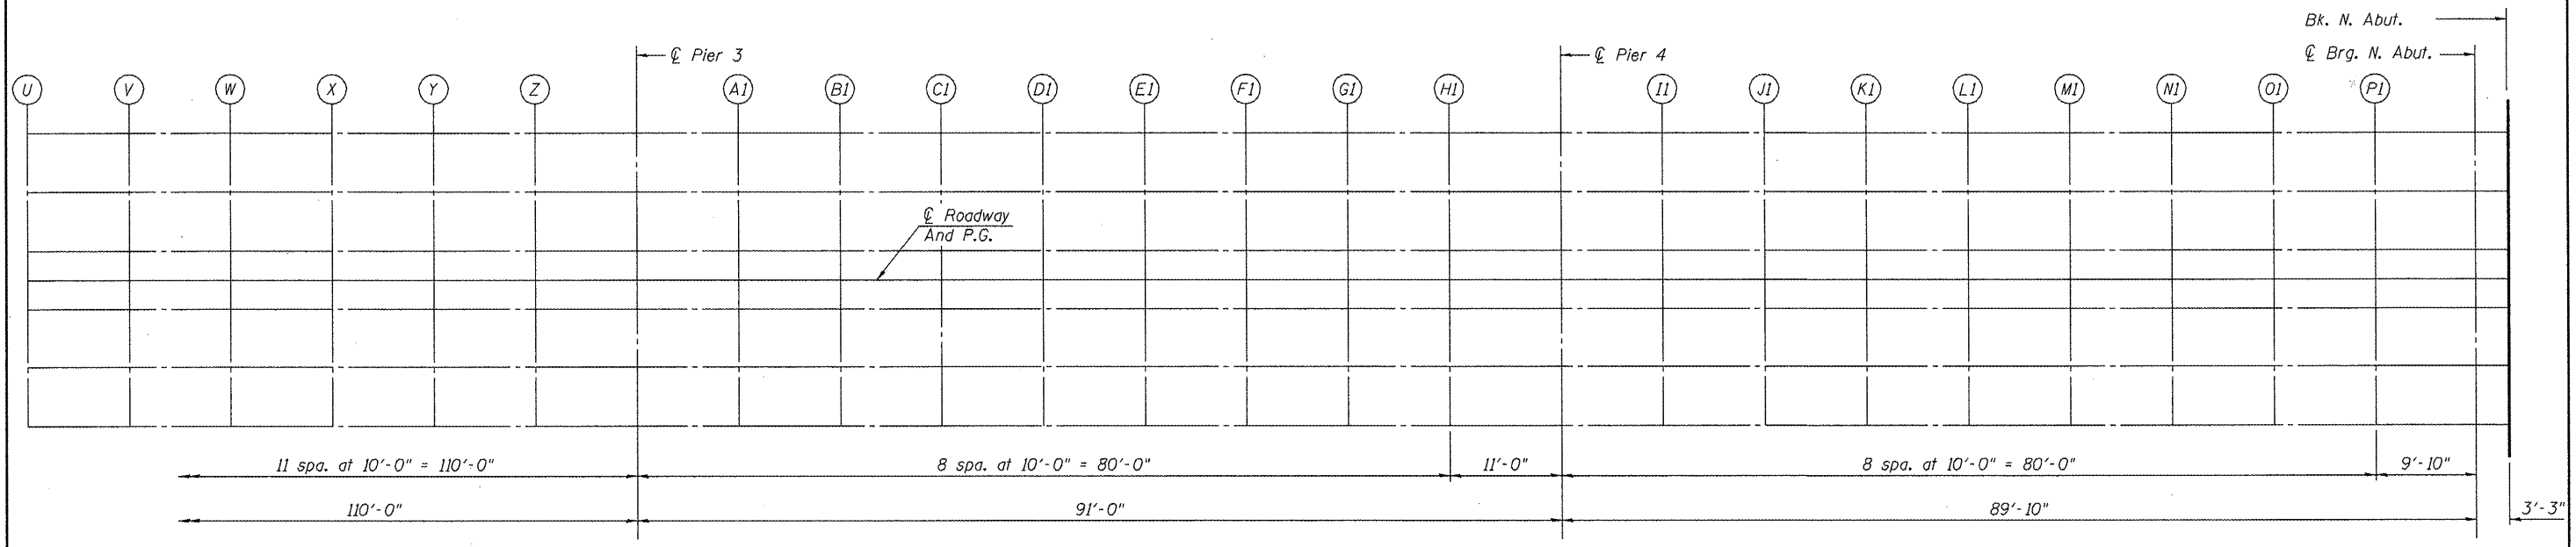 Bk. N. Abut.
℄ Pier 3
℄ Pier 4
℄ Brg. N. Abut.
U V W X Y Z A1 B1 C1 D1 E1 F1 G1 H1 I1 J1 K1 L1 M1 N1 O1 P1
℄ Roadway
And P.G.
11 spa. at 10'-0" = 110'-0"
8 spa. at 10'-0" = 80'-0"
11'-0"
8 spa. at 10'-0" = 80'-0"
9'-10"
110'-0"
91'-0"
89'-10"
3'-3"